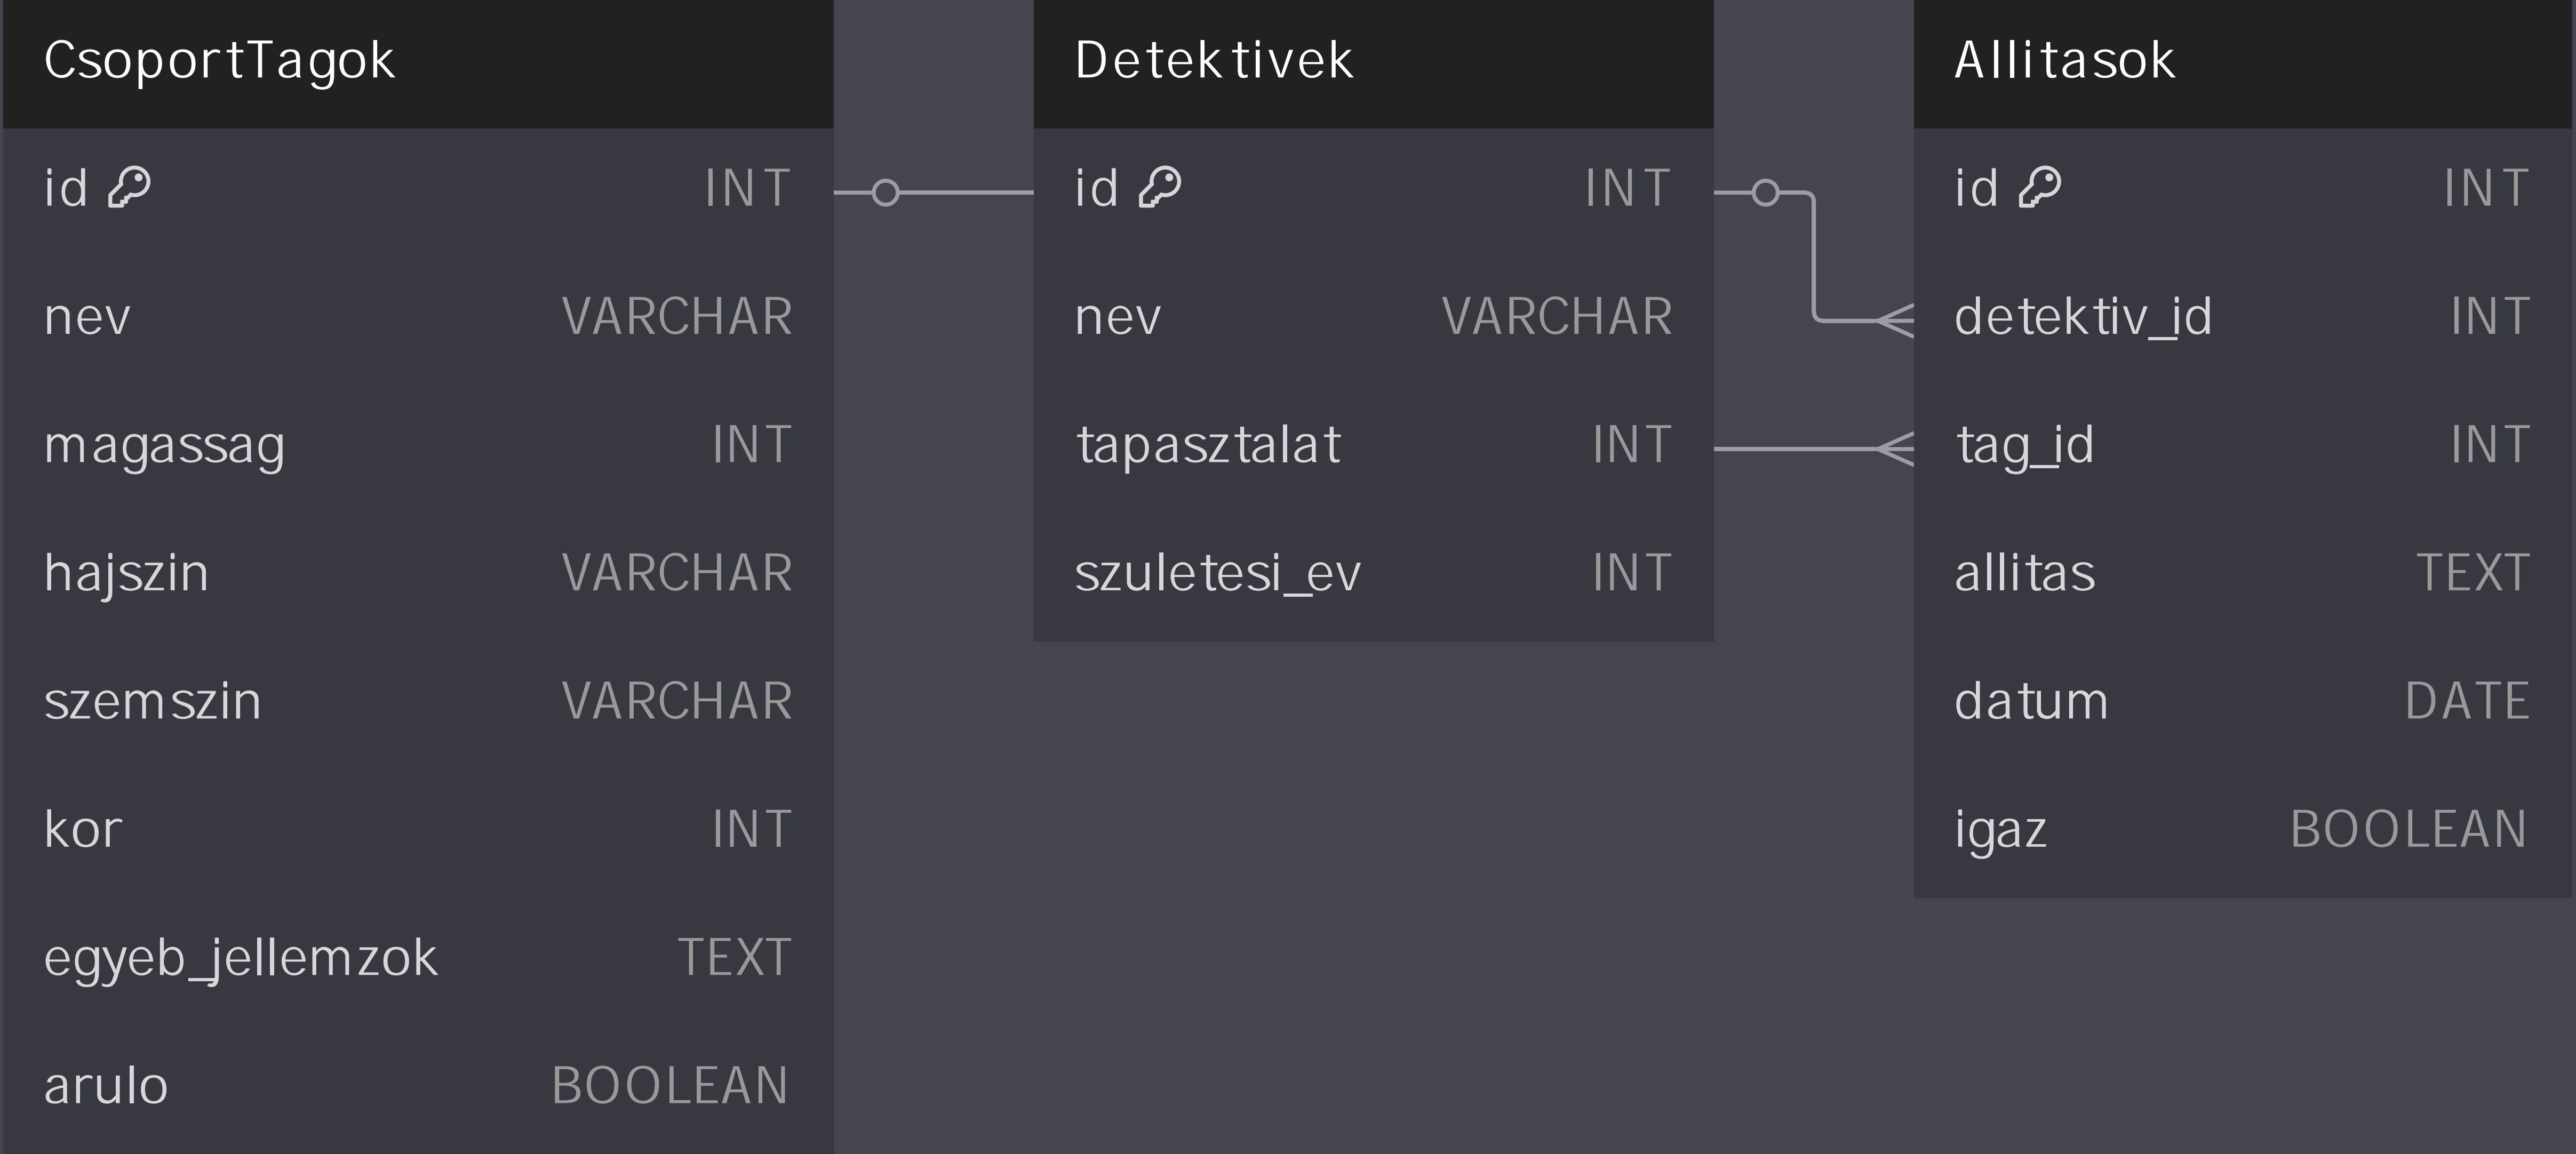 CsoportTagok
id INT
nev VARCHAR
magassag INT
hajszin VARCHAR
szemszin VARCHAR
kor INT
egyeb_jellemzok TEXT
arulo BOOLEAN
Detektivek
id INT
nev VARCHAR
tapasztalat INT
szuletesi_ev INT
Allitasok
id INT
detektiv_id INT
tag_id INT
allitas TEXT
datum DATE
igaz BOOLEAN